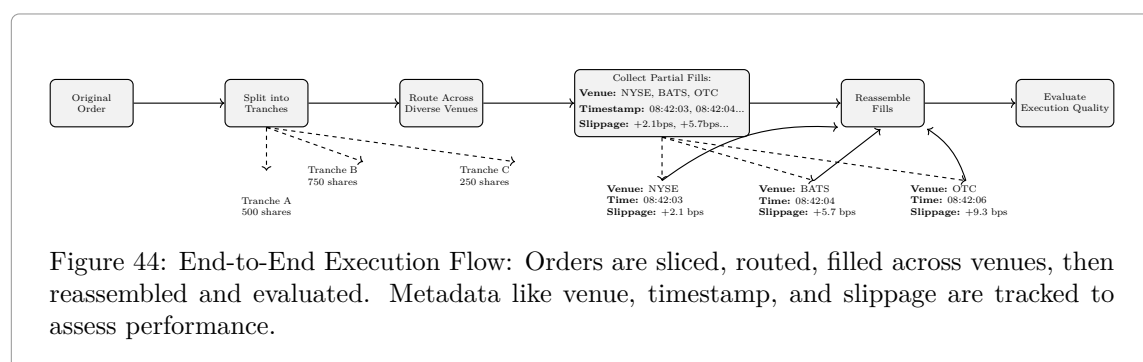 Original
Order
Split into
Tranches
Route Across
Diverse Venues
Collect Partial Fills:
Venue: NYSE, BATS, OTC
Timestamp: 08:42:03, 08:42:04...
Slippage: +2.1bps, +5.7bps...
Reassemble
Fills
Evaluate
Execution Quality
Tranche A
500 shares
Tranche B
750 shares
Tranche C
250 shares
Venue: NYSE
Time: 08:42:03
Slippage: +2.1 bps
Venue: BATS
Time: 08:42:04
Slippage: +5.7 bps
Venue: OTC
Time: 08:42:06
Slippage: +9.3 bps
Figure 44: End-to-End Execution Flow: Orders are sliced, routed, filled across venues, then
reassembled and evaluated. Metadata like venue, timestamp, and slippage are tracked to
assess performance.